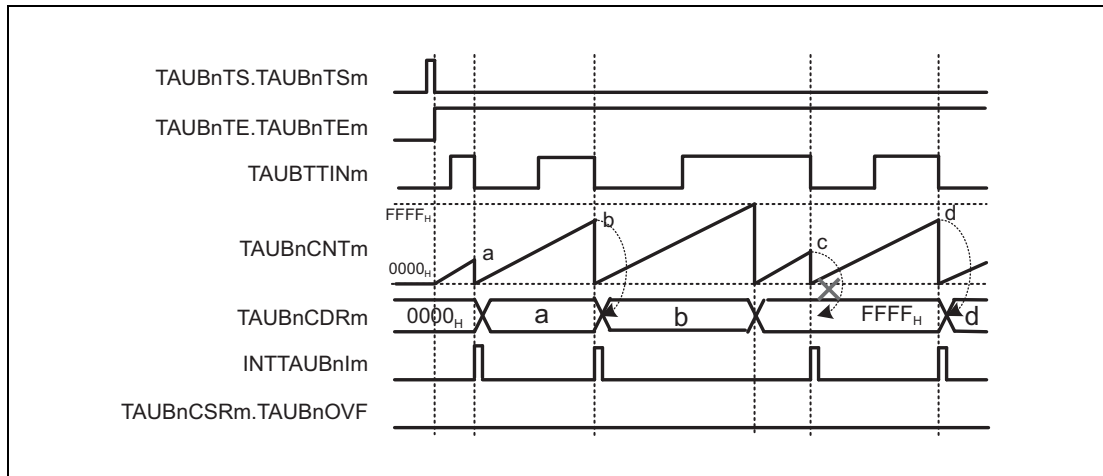 TAUBnTS.TAUBnTSm
TAUBnTE.TAUBnTEm
TAUBTTINm
FFFFH
b
d
TAUBnCNTm
a
c
0000H
TAUBnCDRm
0000H
a
b
FFFFH
d
INTTAUBnIm
TAUBnCSRm.TAUBnOVF